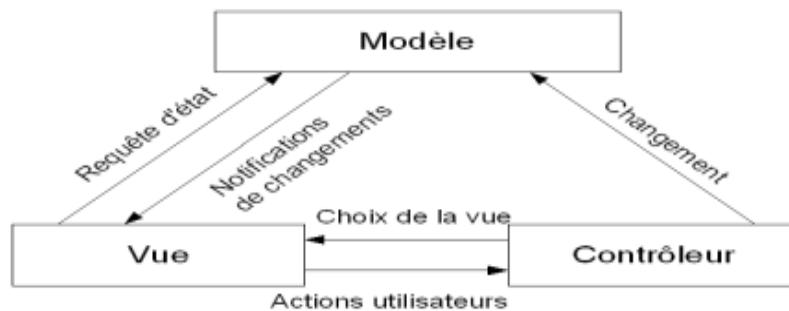 Modèle
Requête d'état
Notifications
de changements
Changement
Choix de la vue
Vue
Contrôleur
Actions utilisateurs